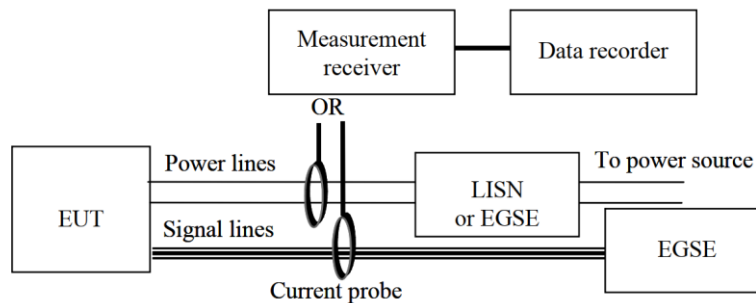 Measurement
receiver
Data recorder
OR
Power lines
To power source
EUT
LISN
or EGSE
Signal lines
EGSE
Current probe